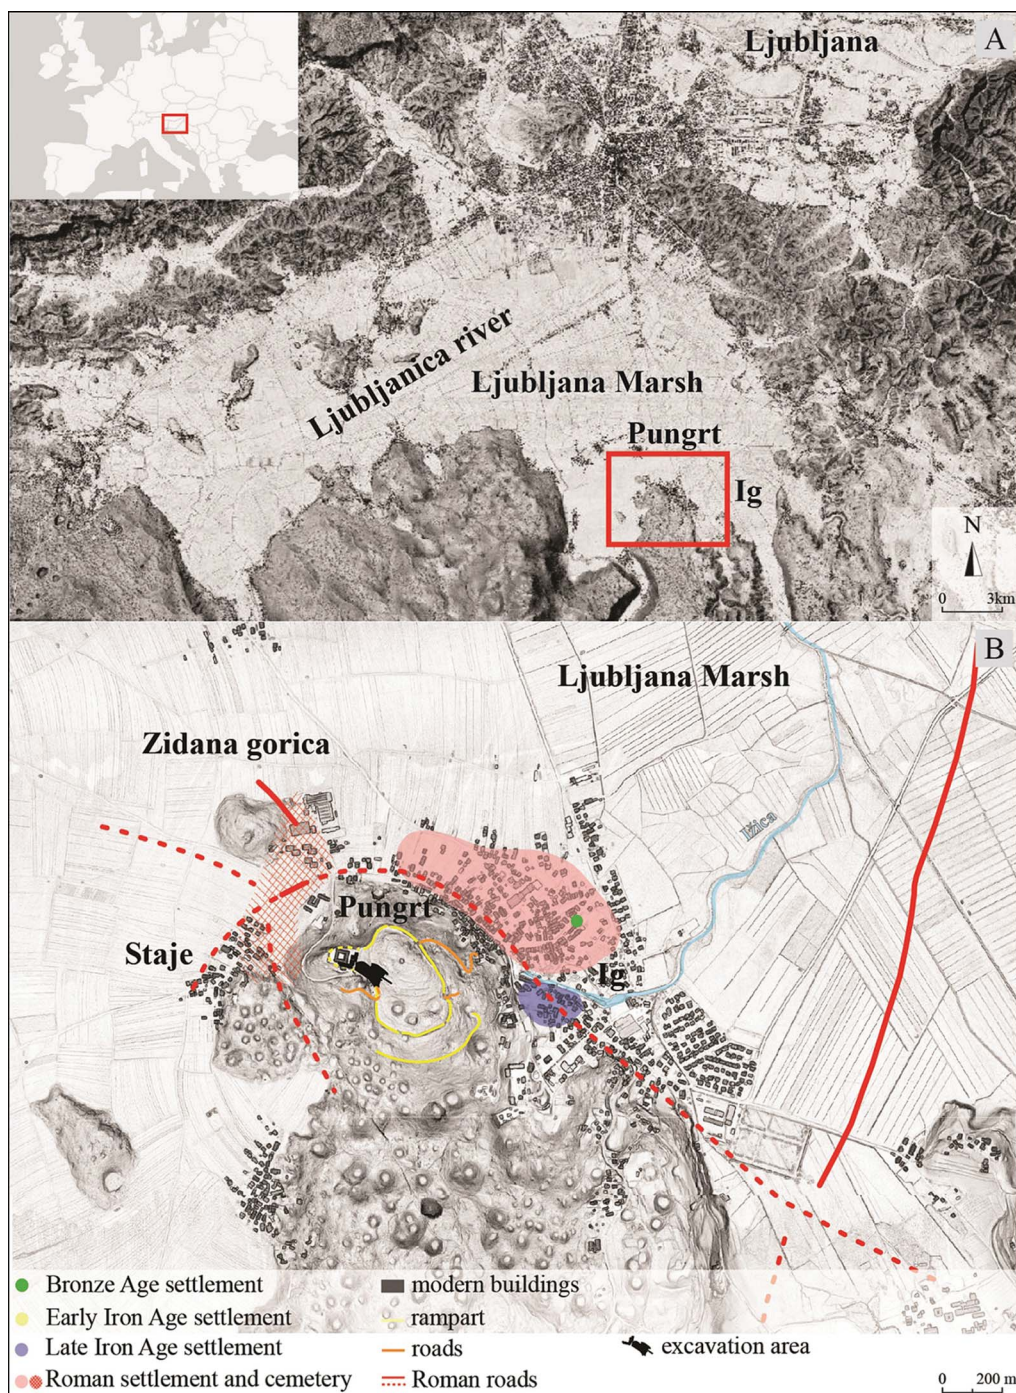 Ljubljana
A
Ljubljanica river
Ljubljana Marsh
Pungrt
Ig
N
0 3km
B
Ljubljana Marsh
Zidana gorica
Ižica
Pungrt
Staje
Ig
Bronze Age settlement
Early Iron Age settlement
Late Iron Age settlement
Roman settlement and cemetery
modern buildings
rampart
roads
Roman roads
excavation area
0 200 m